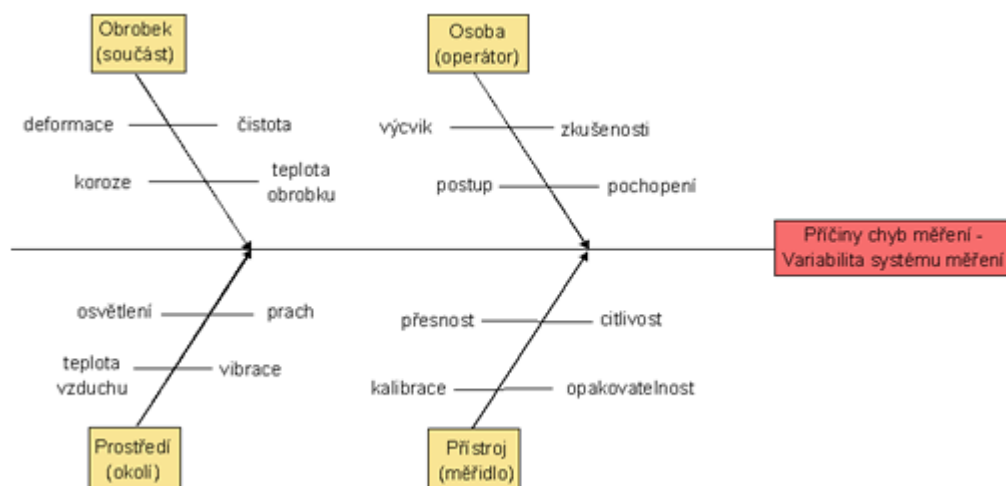 Obrobek
(součást)
Osoba
(operátor)
deformace
čistota
výcvik
zkušenosti
koroze
teplota
obrobku
postup
pochopení
Příčiny chyb měření -
Variabilita systému měření
osvětlení
prach
přesnost
citlivost
teplota
vzduchu
vibrace
kalibrace
opakovatelnost
Prostředí
(okolí)
Přístroj
(měřidlo)